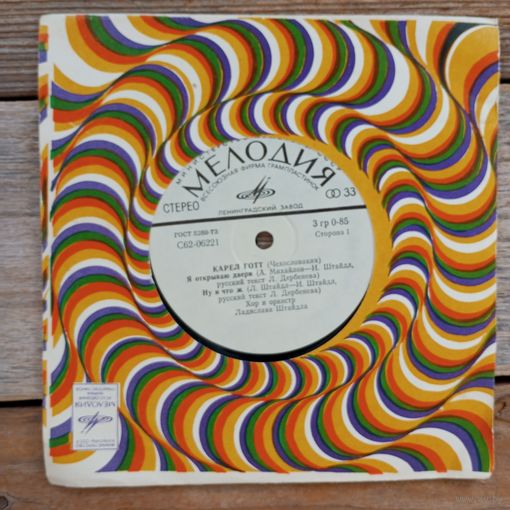 МЕЛОДИЯ
ВСЕСОЮЗНАЯ ФИРМА ГРАМПЛАСТИНОК
СТЕРЕО
33
ЛЕНИНГРАДСКИЙ ЗАВОД
ГОСТ 5289-73
3 гр 0-85
С62-06221
Сторона 1
КАРЕЛ ГОТТ (Чехословакия)
Я открываю двери (А. Михайлов—И. Штайдл,
русский текст Л. Дербенева)
Ну и что ж (Л. Штайдл—И. Штайдл,
русский текст Л. Дербенева)
Хор и оркестр
Ладислава Штайдла
МЕЛОДИЯ